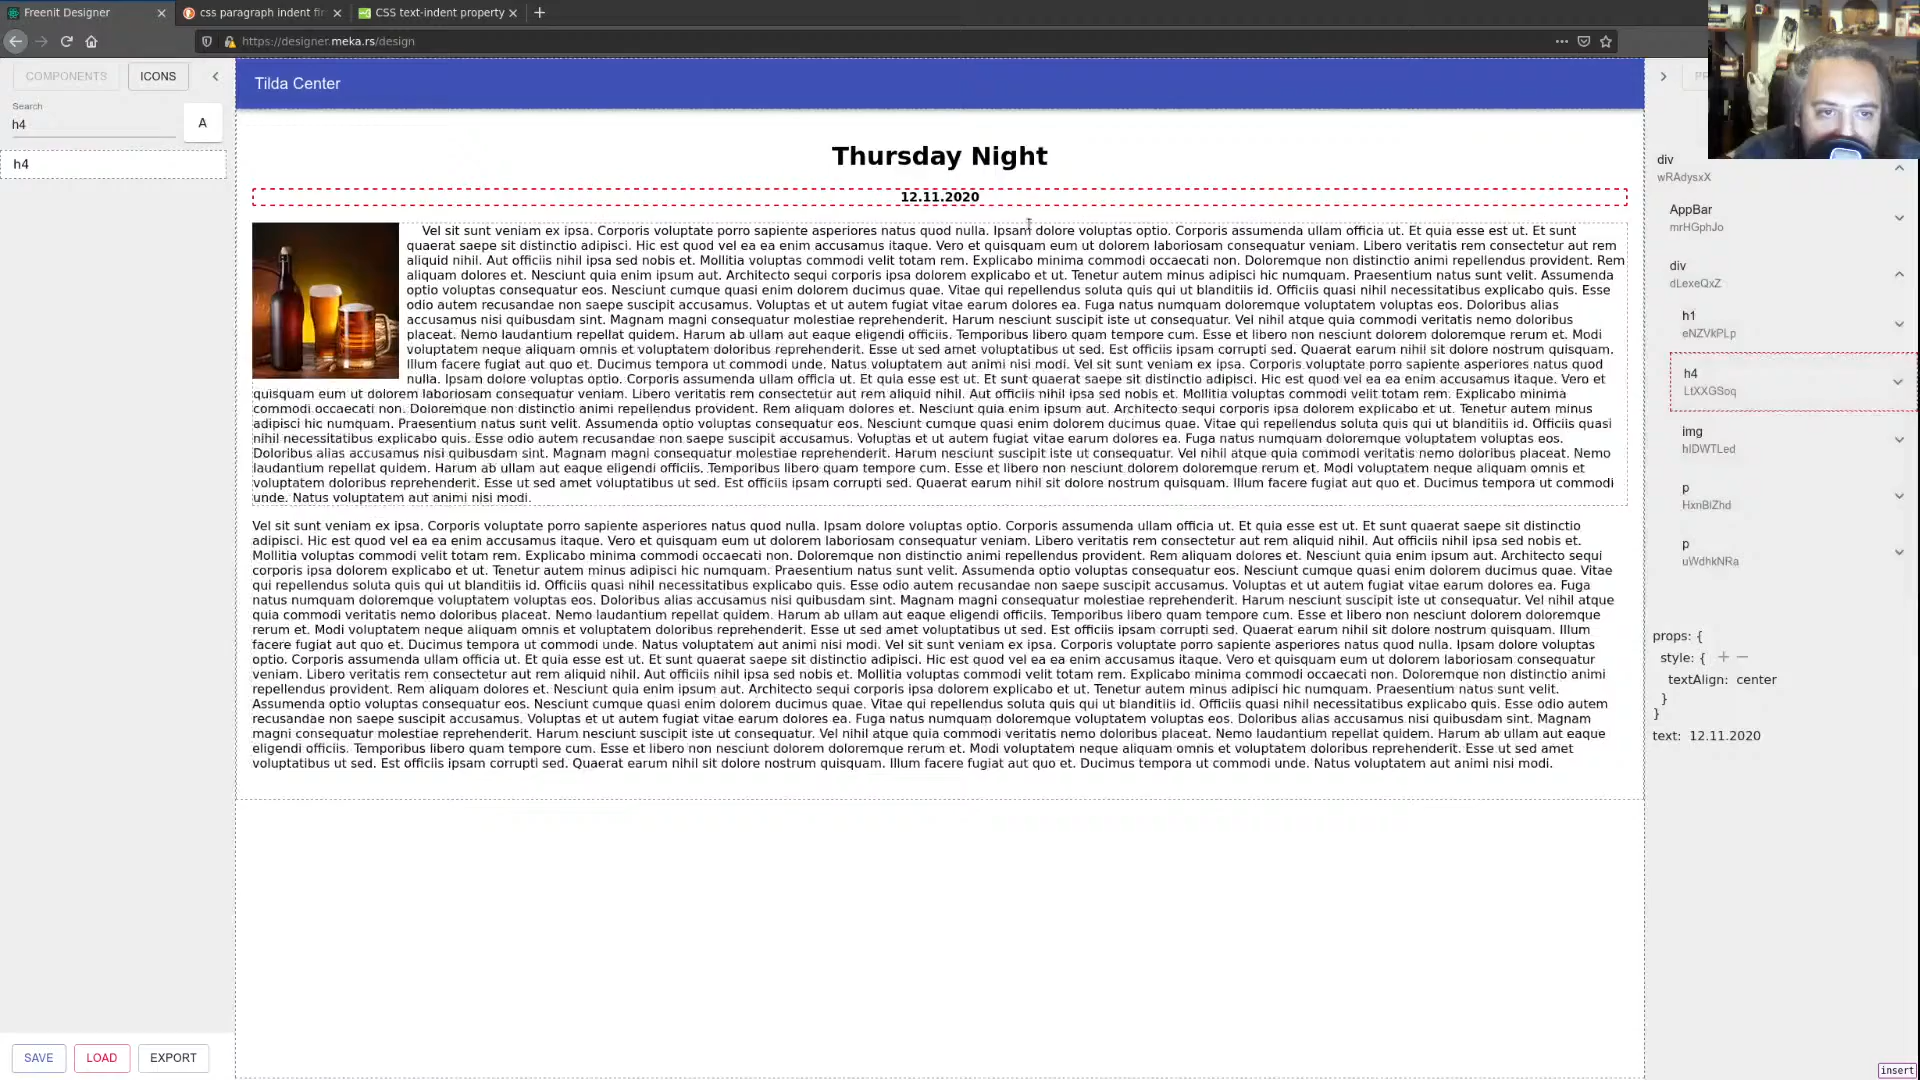 Freenit Designer
css paragraph indent fi
CSS text-indent property
https://designer.meka.rs/design
COMPONENTS
ICONS
Search
h4
A
h4
Tilda Center
Thursday Night
12.11.2020
Vel sit sunt veniam ex ipsa. Corporis voluptate porro sapiente asperiores natus quod nulla. Ipsam dolore voluptas optio. Corporis assumenda ullam officia ut. Et quia esse est ut. Et sunt
quaerat saepe sit distinctio adipisci. Hic est quod vel ea ea enim accusamus itaque. Vero et quisquam eum ut dolorem laboriosam consequatur veniam. Libero veritatis rem consectetur aut rem
aliquid nihil. Aut officiis nihil ipsa sed nobis et. Mollitia voluptas commodi velit totam rem. Explicabo minima commodi occaecati non. Doloremque non distinctio animi repellendus provident. Rem
aliquam dolores et. Nesciunt quia enim ipsum aut. Architecto sequi corporis ipsa dolorem explicabo et ut. Tenetur autem minus adipisci hic numquam. Praesentium natus sunt velit. Assumenda
optio voluptas consequatur eos. Nesciunt cumque quasi enim dolorem ducimus quae. Vitae qui repellendus soluta quis qui ut blanditiis id. Officiis quasi nihil necessitatibus explicabo quis. Esse
odio autem recusandae non saepe suscipit accusamus. Voluptas et ut autem fugiat vitae earum dolores ea. Fuga natus numquam doloremque voluptatem voluptas eos. Doloribus alias
accusamus nisi quibusdam sint. Magnam magni consequatur molestiae reprehenderit. Harum nesciunt suscipit iste ut consequatur. Vel nihil atque quia commodi veritatis nemo doloribus
placeat. Nemo laudantium repellat quidem. Harum ab ullam aut eaque eligendi officiis. Temporibus libero quam tempore cum. Esse et libero non nesciunt dolorem doloremque rerum et. Modi
voluptatem neque aliquam omnis et voluptatem doloribus reprehenderit. Esse ut sed amet voluptatibus ut sed. Est officiis ipsam corrupti sed. Quaerat earum nihil sit dolore nostrum quisquam.
Illum facere fugiat aut quo et. Ducimus tempora ut commodi unde. Natus voluptatem aut animi nisi modi. Vel sit sunt veniam ex ipsa. Corporis voluptate porro sapiente asperiores natus quod
nulla. Ipsam dolore voluptas optio. Corporis assumenda ullam officia ut. Et quia esse est ut. Et sunt quaerat saepe sit distinctio adipisci. Hic est quod vel ea ea enim accusamus itaque. Vero et
quisquam eum ut dolorem laboriosam consequatur veniam. Libero veritatis rem consectetur aut rem aliquid nihil. Aut officiis nihil ipsa sed nobis et. Mollitia voluptas commodi velit totam rem. Explicabo minima
commodi occaecati non. Doloremque non distinctio animi repellendus provident. Rem aliquam dolores et. Nesciunt quia enim ipsum aut. Architecto sequi corporis ipsa dolorem explicabo et ut. Tenetur autem minus
adipisci hic numquam. Praesentium natus sunt velit. Assumenda optio voluptas consequatur eos. Nesciunt cumque quasi enim dolorem ducimus quae. Vitae qui repellendus soluta quis qui ut blanditiis id. Officiis quasi
nihil necessitatibus explicabo quis. Esse odio autem recusandae non saepe suscipit accusamus. Voluptas et ut autem fugiat vitae earum dolores ea. Fuga natus numquam doloremque voluptatem voluptas eos.
Doloribus alias accusamus nisi quibusdam sint. Magnam magni consequatur molestiae reprehenderit. Harum nesciunt suscipit iste ut consequatur. Vel nihil atque quia commodi veritatis nemo doloribus placeat. Nemo
laudantium repellat quidem. Harum ab ullam aut eaque eligendi officiis. Temporibus libero quam tempore cum. Esse et libero non nesciunt dolorem doloremque rerum et. Modi voluptatem neque aliquam omnis et
voluptatem doloribus reprehenderit. Esse ut sed amet voluptatibus ut sed. Est officiis ipsam corrupti sed. Quaerat earum nihil sit dolore nostrum quisquam. Illum facere fugiat aut quo et. Ducimus tempora ut commodi
unde. Natus voluptatem aut animi nisi modi.
Vel sit sunt veniam ex ipsa. Corporis voluptate porro sapiente asperiores natus quod nulla. Ipsam dolore voluptas optio. Corporis assumenda ullam officia ut. Et quia esse est ut. Et sunt quaerat saepe sit distinctio
adipisci. Hic est quod vel ea ea enim accusamus itaque. Vero et quisquam eum ut dolorem laboriosam consequatur veniam. Libero veritatis rem consectetur aut rem aliquid nihil. Aut officiis nihil ipsa sed nobis et.
Mollitia voluptas commodi velit totam rem. Explicabo minima commodi occaecati non. Doloremque non distinctio animi repellendus provident. Rem aliquam dolores et. Nesciunt quia enim ipsum aut. Architecto sequi
corporis ipsa dolorem explicabo et ut. Tenetur autem minus adipisci hic numquam. Praesentium natus sunt velit. Assumenda optio voluptas consequatur eos. Nesciunt cumque quasi enim dolorem ducimus quae. Vitae
qui repellendus soluta quis qui ut blanditiis id. Officiis quasi nihil necessitatibus explicabo quis. Esse odio autem recusandae non saepe suscipit accusamus. Voluptas et ut autem fugiat vitae earum dolores ea. Fuga
natus numquam doloremque voluptatem voluptas eos. Doloribus alias accusamus nisi quibusdam sint. Magnam magni consequatur molestiae reprehenderit. Harum nesciunt suscipit iste ut consequatur. Vel nihil atque
quia commodi veritatis nemo doloribus placeat. Nemo laudantium repellat quidem. Harum ab ullam aut eaque eligendi officiis. Temporibus libero quam tempore cum. Esse et libero non nesciunt dolorem doloremque
rerum et. Modi voluptatem neque aliquam omnis et voluptatem doloribus reprehenderit. Esse ut sed amet voluptatibus ut sed. Est officiis ipsam corrupti sed. Quaerat earum nihil sit dolore nostrum quisquam. Illum
facere fugiat aut quo et. Ducimus tempora ut commodi unde. Natus voluptatem aut animi nisi modi. Vel sit sunt veniam ex ipsa. Corporis voluptate porro sapiente asperiores natus quod nulla. Ipsam dolore voluptas
optio. Corporis assumenda ullam officia ut. Et quia esse est ut. Et sunt quaerat saepe sit distinctio adipisci. Hic est quod vel ea ea enim accusamus itaque. Vero et quisquam eum ut dolorem laboriosam consequatur
veniam. Libero veritatis rem consectetur aut rem aliquid nihil. Aut officiis nihil ipsa sed nobis et. Mollitia voluptas commodi velit totam rem. Explicabo minima commodi occaecati non. Doloremque non distinctio animi
repellendus provident. Rem aliquam dolores et. Nesciunt quia enim ipsum aut. Architecto sequi corporis ipsa dolorem explicabo et ut. Tenetur autem minus adipisci hic numquam. Praesentium natus sunt velit.
Assumenda optio voluptas consequatur eos. Nesciunt cumque quasi enim dolorem ducimus quae. Vitae qui repellendus soluta quis qui ut blanditiis id. Officiis quasi nihil necessitatibus explicabo quis. Esse odio autem
recusandae non saepe suscipit accusamus. Voluptas et ut autem fugiat vitae earum dolores ea. Fuga natus numquam doloremque voluptatem voluptas eos. Doloribus alias accusamus nisi quibusdam sint. Magnam
magni consequatur molestiae reprehenderit. Harum nesciunt suscipit iste ut consequatur. Vel nihil atque quia commodi veritatis nemo doloribus placeat. Nemo laudantium repellat quidem. Harum ab ullam aut eaque
eligendi officiis. Temporibus libero quam tempore cum. Esse et libero non nesciunt dolorem doloremque rerum et. Modi voluptatem neque aliquam omnis et voluptatem doloribus reprehenderit. Esse ut sed amet
voluptatibus ut sed. Est officiis ipsam corrupti sed. Quaerat earum nihil sit dolore nostrum quisquam. Illum facere fugiat aut quo et. Ducimus tempora ut commodi unde. Natus voluptatem aut animi nisi modi.
div
wRAdysxX
AppBar
mrHGphJo
div
dLexeQxZ
h1
eNZVkPLp
h4
LtXXGSoq
img
hIDWTLed
p
HxnBIZhd
p
uWdhkNRa
props: {
style: { + −
textAlign: center
}
}
text: 12.11.2020
SAVE
LOAD
EXPORT
insert